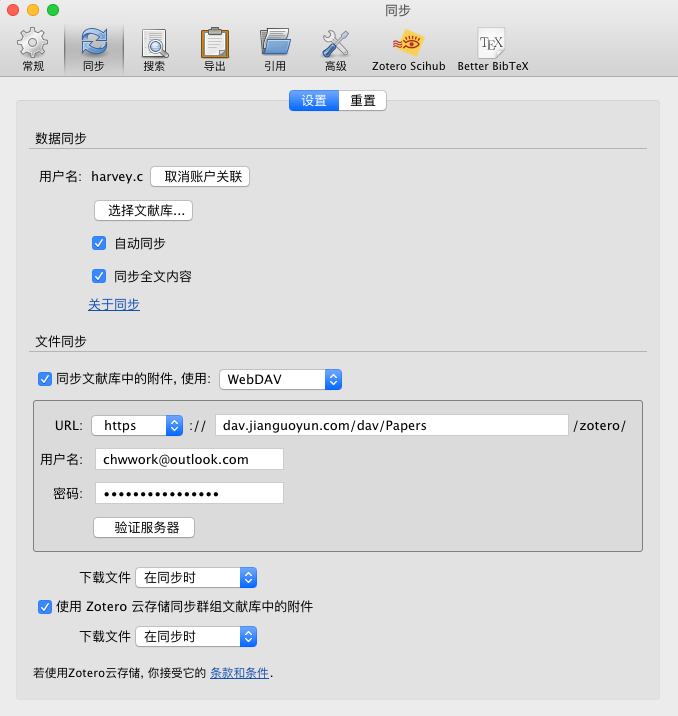 同步
常规 同步 搜索 导出 引用 高级 Zotero Scihub Better BibTeX
设置 重置
数据同步
用户名: harvey.c 取消账户关联
选择文献库...
自动同步
同步全文内容
关于同步
文件同步
同步文献库中的附件, 使用: WebDAV
URL: https :// dav.jianguoyun.com/dav/Papers /zotero/
用户名: chwwork@outlook.com
密码: ••••••••••••••••
验证服务器
下载文件 在同步时
使用 Zotero 云存储同步群组文献库中的附件
下载文件 在同步时
若使用Zotero云存储, 你接受它的 条款和条件.